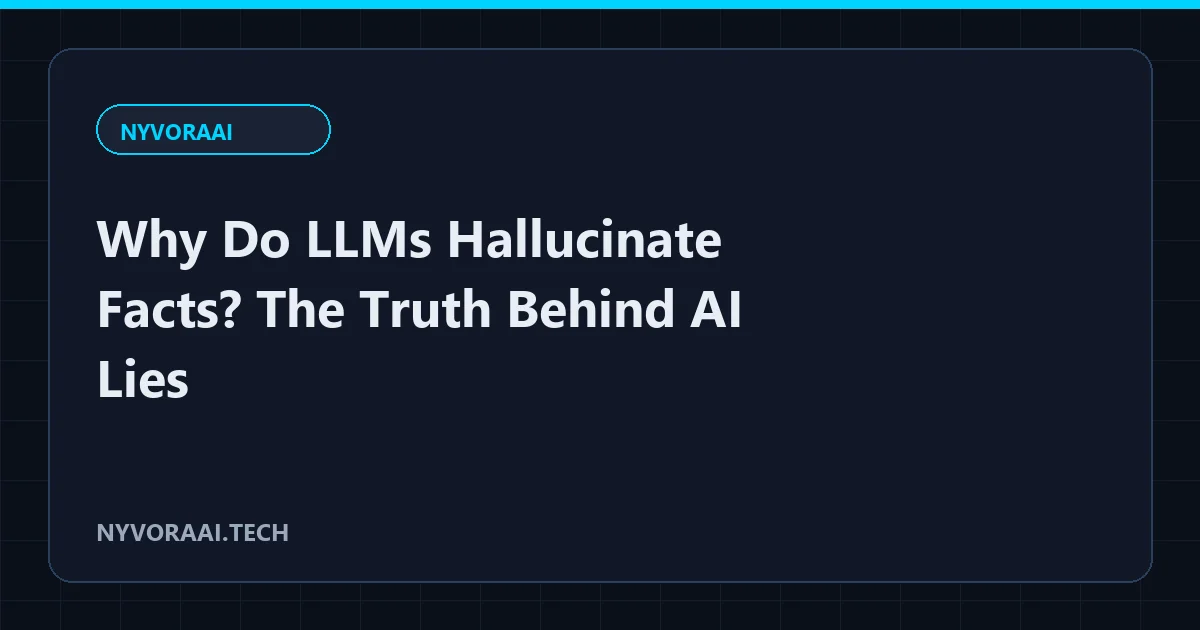 NYVORAAI
Why Do LLMs Hallucinate
Facts? The Truth Behind AI
Lies
NYVORAAI.TECH